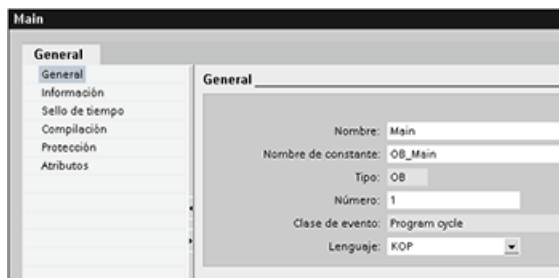 Main
General
General
Información
Sello de tiempo
Compilación
Protección
Atributos
General
Nombre: Main
Nombre de constante: OB_Main
Tipo: OB
Número: 1
Clase de evento: Program cycle
Lenguaje: KOP